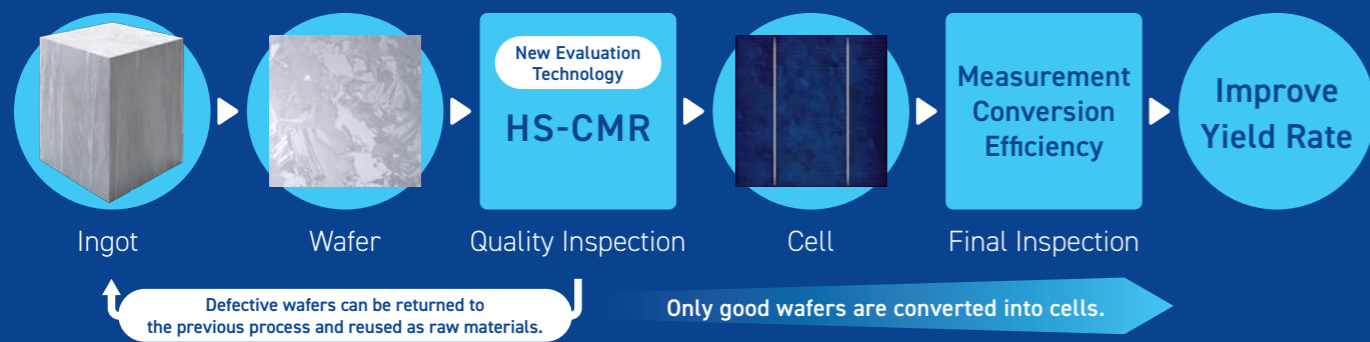 New Evaluation
Technology
HS-CMR
Measurement
Conversion
Efficiency
Improve
Yield Rate
Ingot
Wafer
Quality Inspection
Cell
Final Inspection
Defective wafers can be returned to
the previous process and reused as raw materials.
Only good wafers are converted into cells.